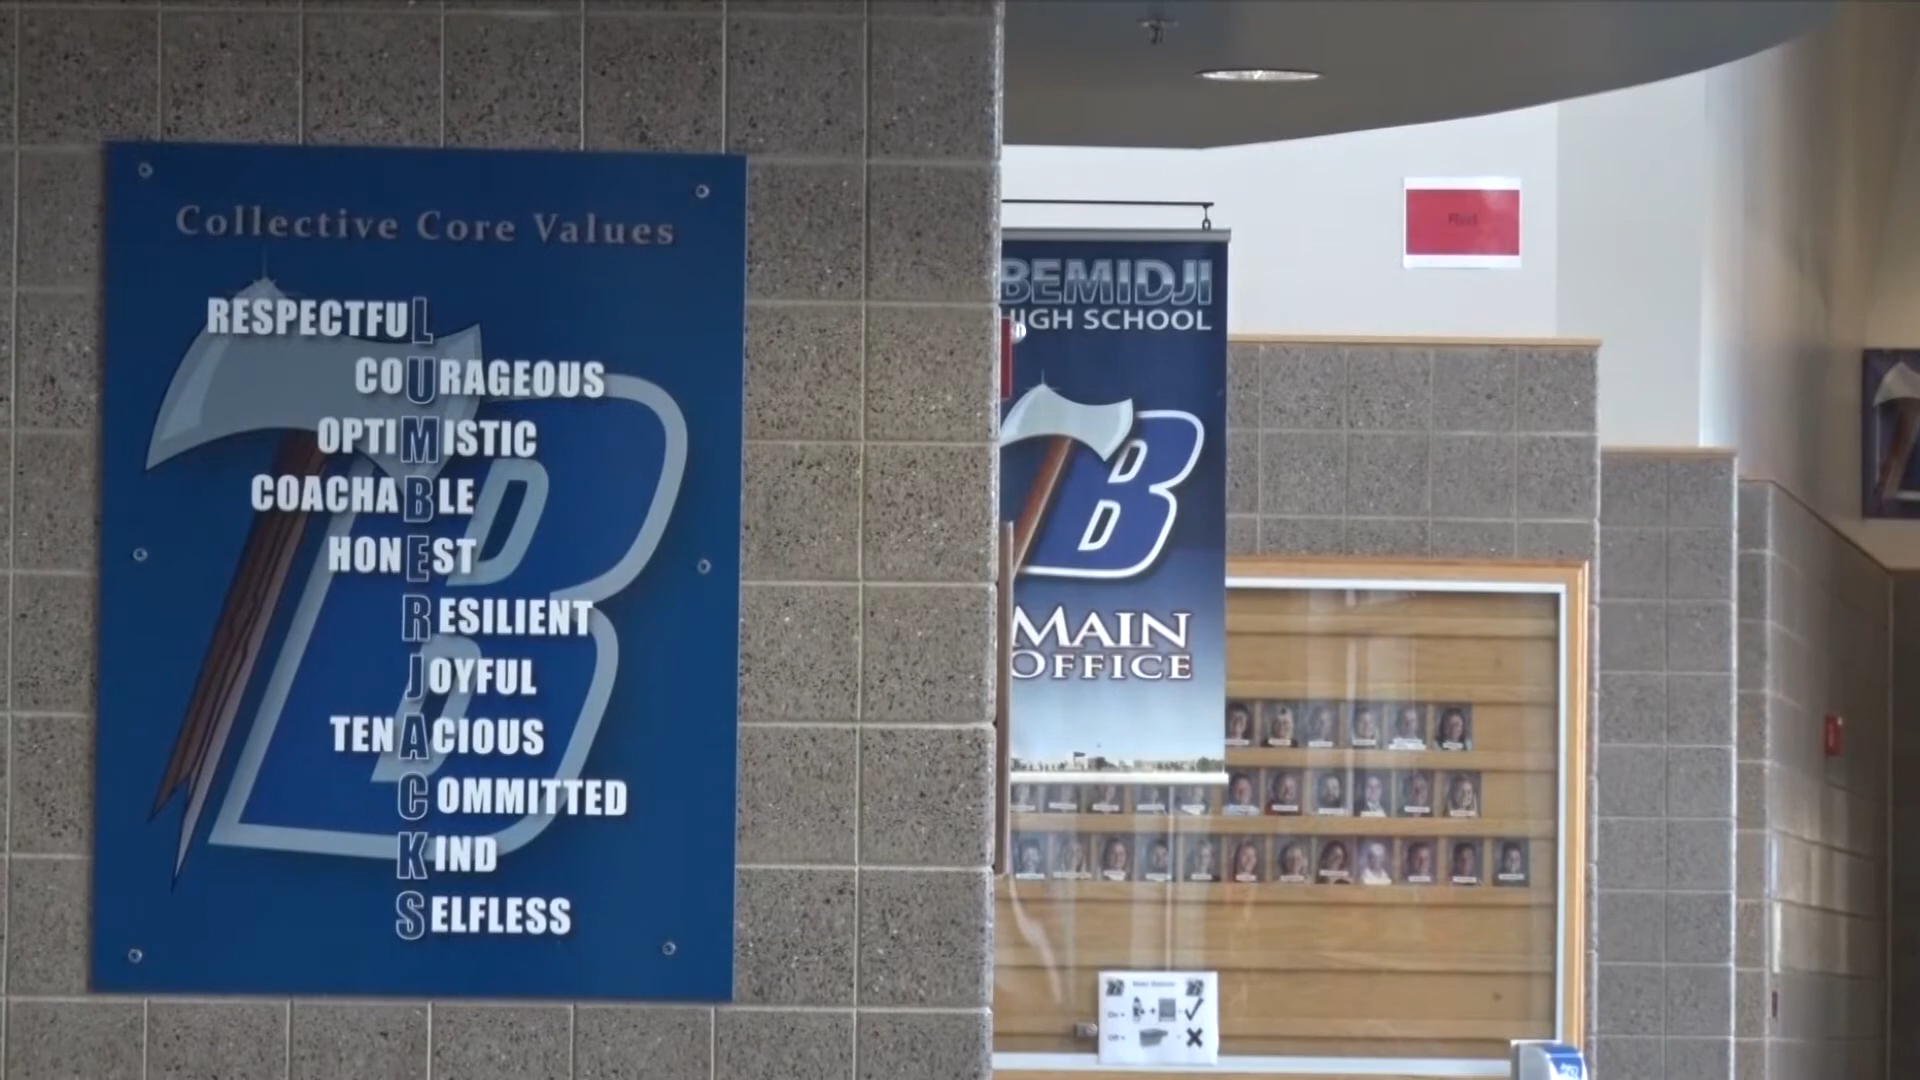 Collective Core Values
RESPECTFUL
COURAGEOUS
OPTIMISTIC
COACHABLE
HONEST
RESILIENT
JOYFUL
TENACIOUS
COMMITTED
KIND
SELFLESS
BEMIDJI
HIGH SCHOOL
B
MAIN
OFFICE
Red